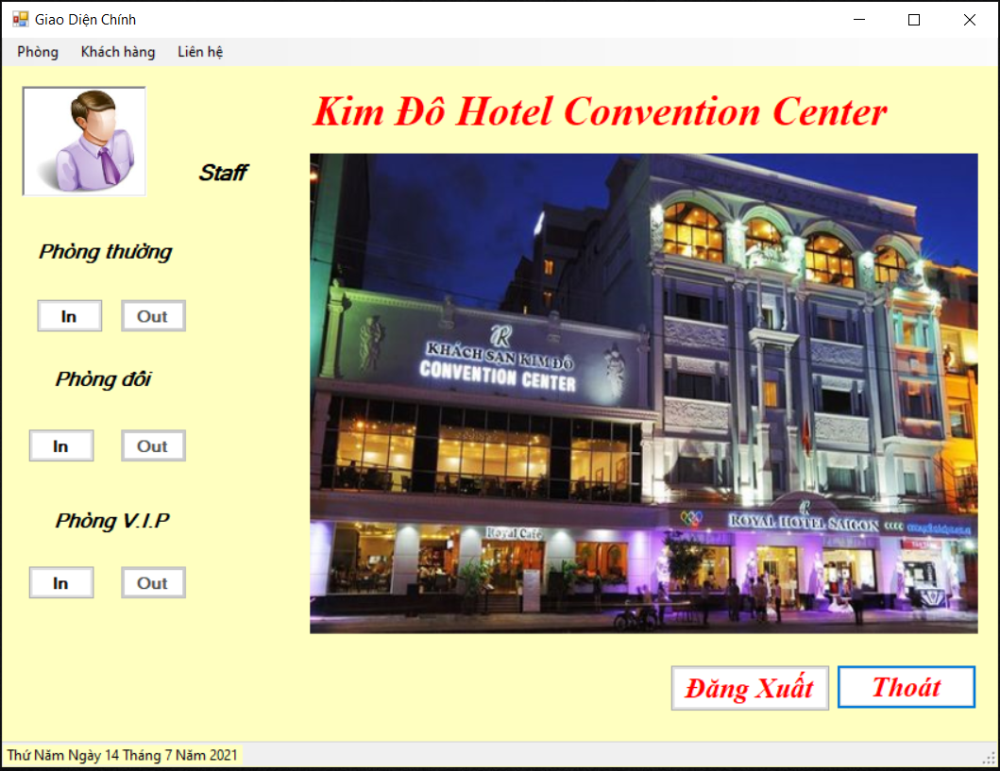 Giao Diện Chính
Phòng Khách hàng Liên hệ
Kim Đô Hotel Convention Center
Staff
Phòng thường
In Out
Phòng đôi
In Out
Phòng V.I.P
In Out
KHÁCH SẠN KIM ĐÔ
CONVENTION CENTER
ROYAL HOTEL SAIGON
Royal Café
Đăng Xuất Thoát
Thứ Năm Ngày 14 Tháng 7 Năm 2021